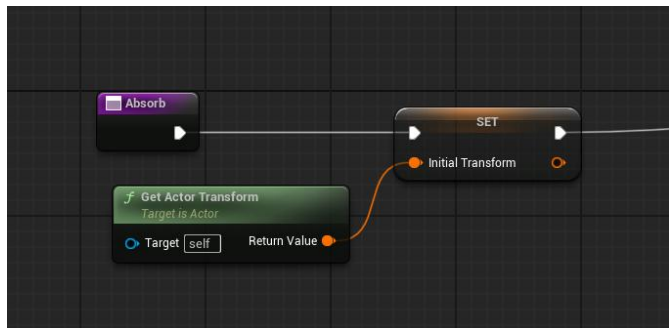 Absorb
SET
Initial Transform
f Get Actor Transform
Target is Actor
Target self Return Value